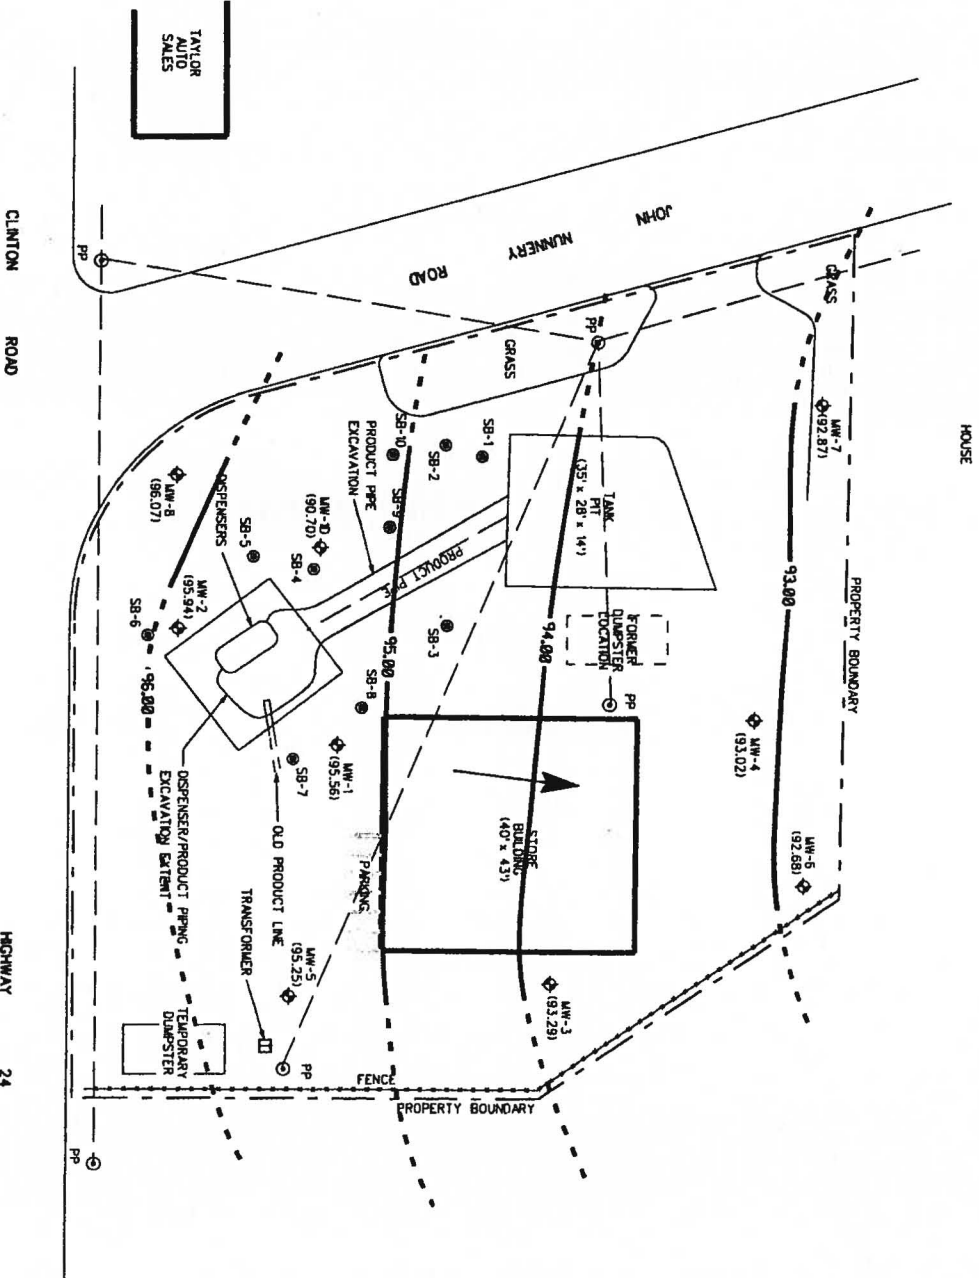 TAYLOR
AUTO
SALES
CLINTON ROAD HIGHWAY 24
JOHN NUNNERY ROAD
HOUSE
GRASS
GRASS
PP
PP
PP
PP
PP
MW-7
(92.87)
93.00
PROPERTY BOUNDARY
MW-4
(93.02)
MW-6
(92.68)
TANK
PIT
(35' x 28' x 14')
FORMER
DUMPSTER
LOCATION
94.00
STORE
BUILDING
(40' x 43')
MW-3
(93.29)
SB-1
SB-2
SB-10
SB-9
SB-3
SB-8
PRODUCT PIPE
EXCAVATION
PRODUCT PIPE
95.00
MW-1D
(90.70)
SB-4
SB-5
DISPENSERS
MW-8
(96.07)
MW-2
(95.94)
SB-6
96.00
MW-1
(95.56)
SB-7
PARKING
OLD PRODUCT LINE
TRANSFORMER
DISPENSER/PRODUCT PIPING
EXCAVATION EXTENT
MW-5
(95.25)
TEMPORARY
DUMPSTER
FENCE
PROPERTY BOUNDARY